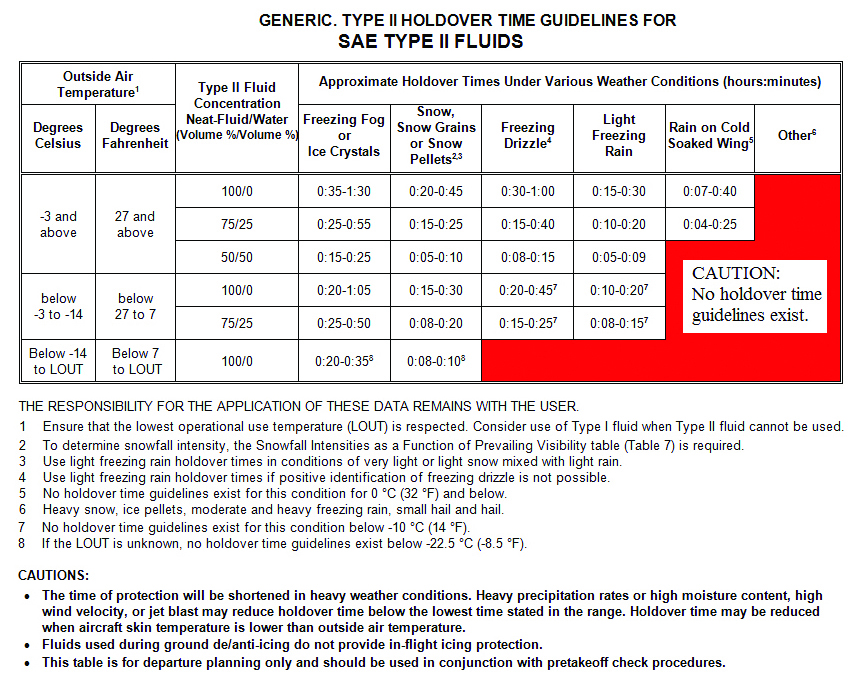 GENERIC. TYPE II HOLDOVER TIME GUIDELINES FOR
SAE TYPE II FLUIDS
Outside Air
Temperature1
Type II Fluid
Concentration
Neat-Fluid/Water
(Volume %/Volume %)
Approximate Holdover Times Under Various Weather Conditions (hours:minutes)
Degrees
Celsius
Degrees
Fahrenheit
Freezing Fog
or
Ice Crystals
Snow,
Snow Grains
or Snow
Pellets2,3
Freezing
Drizzle4
Light
Freezing
Rain
Rain on Cold
Soaked Wing5
Other6
-3 and
above
27 and
above
100/0 0:35-1:30 0:20-0:45 0:30-1:00 0:15-0:30 0:07-0:40
75/25 0:25-0:55 0:15-0:25 0:15-0:40 0:10-0:20 0:04-0:25
50/50 0:15-0:25 0:05-0:10 0:08-0:15 0:05-0:09
CAUTION:
No holdover time
guidelines exist.
below
-3 to -14
below
27 to 7
100/0 0:20-1:05 0:15-0:30 0:20-0:457 0:10-0:207
75/25 0:25-0:50 0:08-0:20 0:15-0:257 0:08-0:157
Below -14
to LOUT
Below 7
to LOUT
100/0 0:20-0:358 0:08-0:108
THE RESPONSIBILITY FOR THE APPLICATION OF THESE DATA REMAINS WITH THE USER.
1 Ensure that the lowest operational use temperature (LOUT) is respected. Consider use of Type I fluid when Type II fluid cannot be used.
2 To determine snowfall intensity, the Snowfall Intensities as a Function of Prevailing Visibility table (Table 7) is required.
3 Use light freezing rain holdover times in conditions of very light or light snow mixed with light rain.
4 Use light freezing rain holdover times if positive identification of freezing drizzle is not possible.
5 No holdover time guidelines exist for this condition for 0 °C (32 °F) and below.
6 Heavy snow, ice pellets, moderate and heavy freezing rain, small hail and hail.
7 No holdover time guidelines exist for this condition below -10 °C (14 °F).
8 If the LOUT is unknown, no holdover time guidelines exist below -22.5 °C (-8.5 °F).
CAUTIONS:
• The time of protection will be shortened in heavy weather conditions. Heavy precipitation rates or high moisture content, high
wind velocity, or jet blast may reduce holdover time below the lowest time stated in the range. Holdover time may be reduced
when aircraft skin temperature is lower than outside air temperature.
• Fluids used during ground de/anti-icing do not provide in-flight icing protection.
• This table is for departure planning only and should be used in conjunction with pretakeoff check procedures.